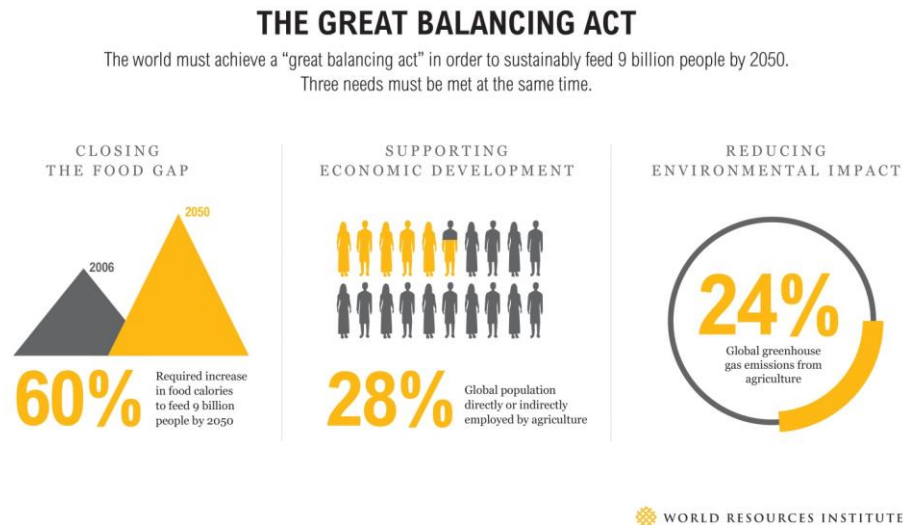 THE GREAT BALANCING ACT
The world must achieve a “great balancing act” in order to sustainably feed 9 billion people by 2050.
Three needs must be met at the same time.
CLOSING
THE FOOD GAP
2050
2006
60%
Required increase
in food calories
to feed 9 billion
people by 2050
SUPPORTING
ECONOMIC DEVELOPMENT
28%
Global population
directly or indirectly
employed by agriculture
REDUCING
ENVIRONMENTAL IMPACT
24%
Global greenhouse
gas emissions from
agriculture
WORLD RESOURCES INSTITUTE